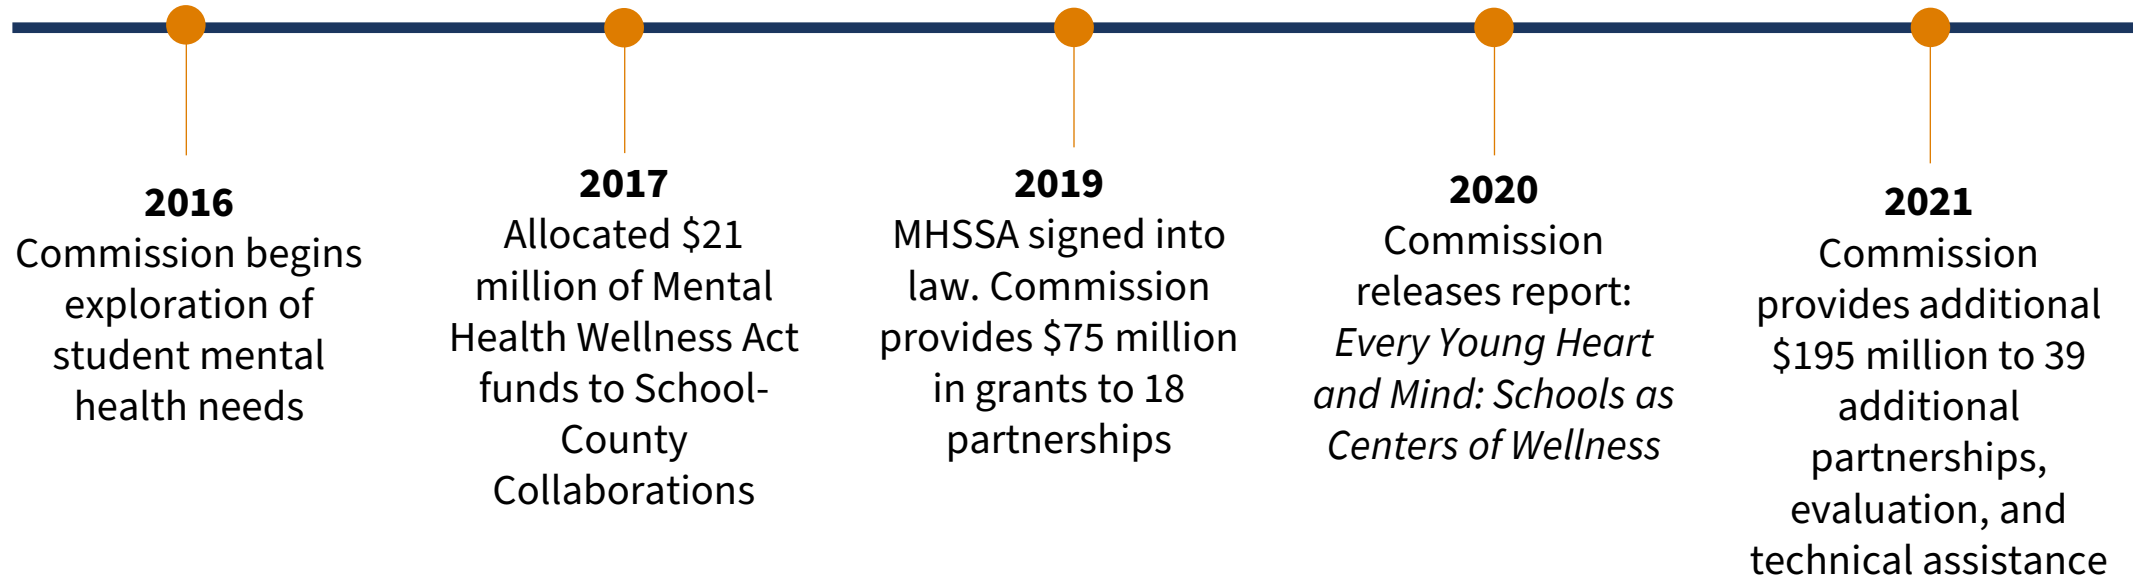 2016
Commission begins
exploration of
student mental
health needs
2017
Allocated $21
million of Mental
Health Wellness Act
funds to School-
County
Collaborations
2019
MHSSA signed into
law. Commission
provides $75 million
in grants to 18
partnerships
2020
Commission
releases report:
Every Young Heart
and Mind: Schools as
Centers of Wellness
2021
Commission
provides additional
$195 million to 39
additional
partnerships,
evaluation, and
technical assistance